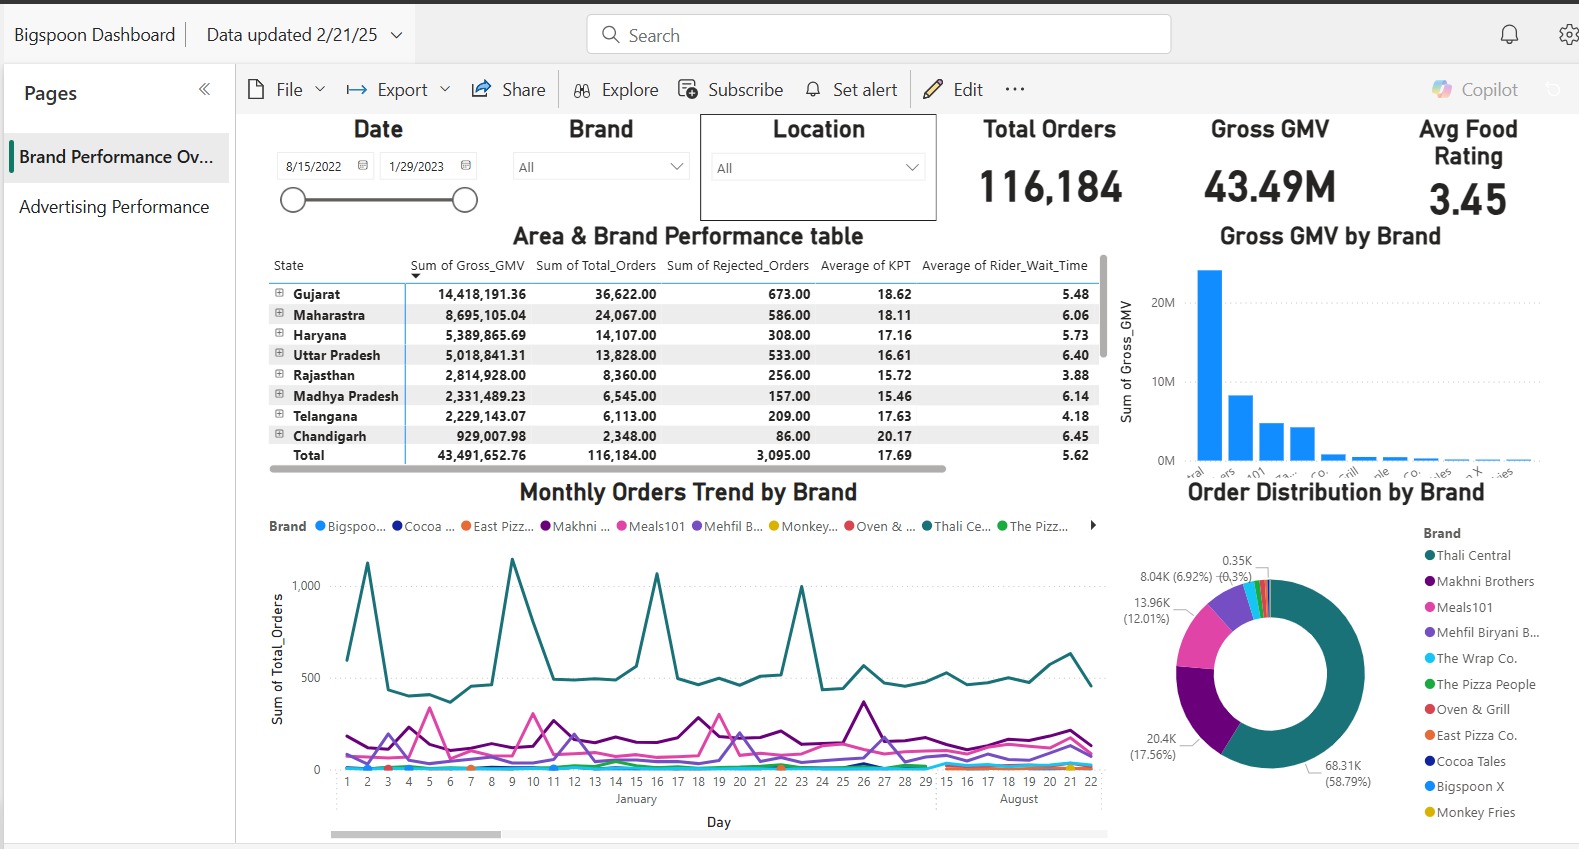 Bigspoon Dashboard
Data updated 2/21/25
Search
Pages
File
Export
Share
Explore
Subscribe
Set alert
Edit
Copilot
Brand Performance Ov...
Advertising Performance
Date
8/15/2022
1/29/2023
Brand
All
Location
All
Total Orders
116,184
Gross GMV
43.49M
Avg Food
Rating
3.45
Area & Brand Performance table
State Sum of Gross_GMV Sum of Total_Orders Sum of Rejected_Orders Average of KPT Average of Rider_Wait_Time
Gujarat 14,418,191.36 36,622.00 673.00 18.62 5.48
Maharastra 8,695,105.04 24,067.00 586.00 18.11 6.06
Haryana 5,389,865.69 14,107.00 308.00 17.16 5.73
Uttar Pradesh 5,018,841.31 13,828.00 533.00 16.61 6.40
Rajasthan 2,814,928.00 8,360.00 256.00 15.72 3.88
Madhya Pradesh 2,331,489.23 6,545.00 157.00 15.46 6.14
Telangana 2,229,143.07 6,113.00 209.00 17.63 4.18
Chandigarh 929,007.98 2,348.00 86.00 20.17 6.45
Total 43,491,652.76 116,184.00 3,095.00 17.69 5.62
Gross GMV by Brand
Sum of Gross_GMV
20M
10M
0M
tral ers 101 Ta... Co. rill ple Co. les n X ries
Monthly Orders Trend by Brand
Brand Bigspoo... Cocoa ... East Pizz... Makhni ... Meals101 Mehfil B... Monkey... Oven & ... Thali Ce... The Pizz...
Sum of Total_Orders
1,000
500
0
1 2 3 4 5 6 7 8 9 10 11 12 13 14 15 16 17 18 19 20 21 22 23 24 25 26 27 28 29 15 16 17 18 19 20 21 22
January August
Day
Order Distribution by Brand
0.35K
(0.3%)
8.04K (6.92%)
13.96K
(12.01%)
20.4K
(17.56%)
68.31K
(58.79%)
Brand
Thali Central
Makhni Brothers
Meals101
Mehfil Biryani B...
The Wrap Co.
The Pizza People
Oven & Grill
East Pizza Co.
Cocoa Tales
Bigspoon X
Monkey Fries